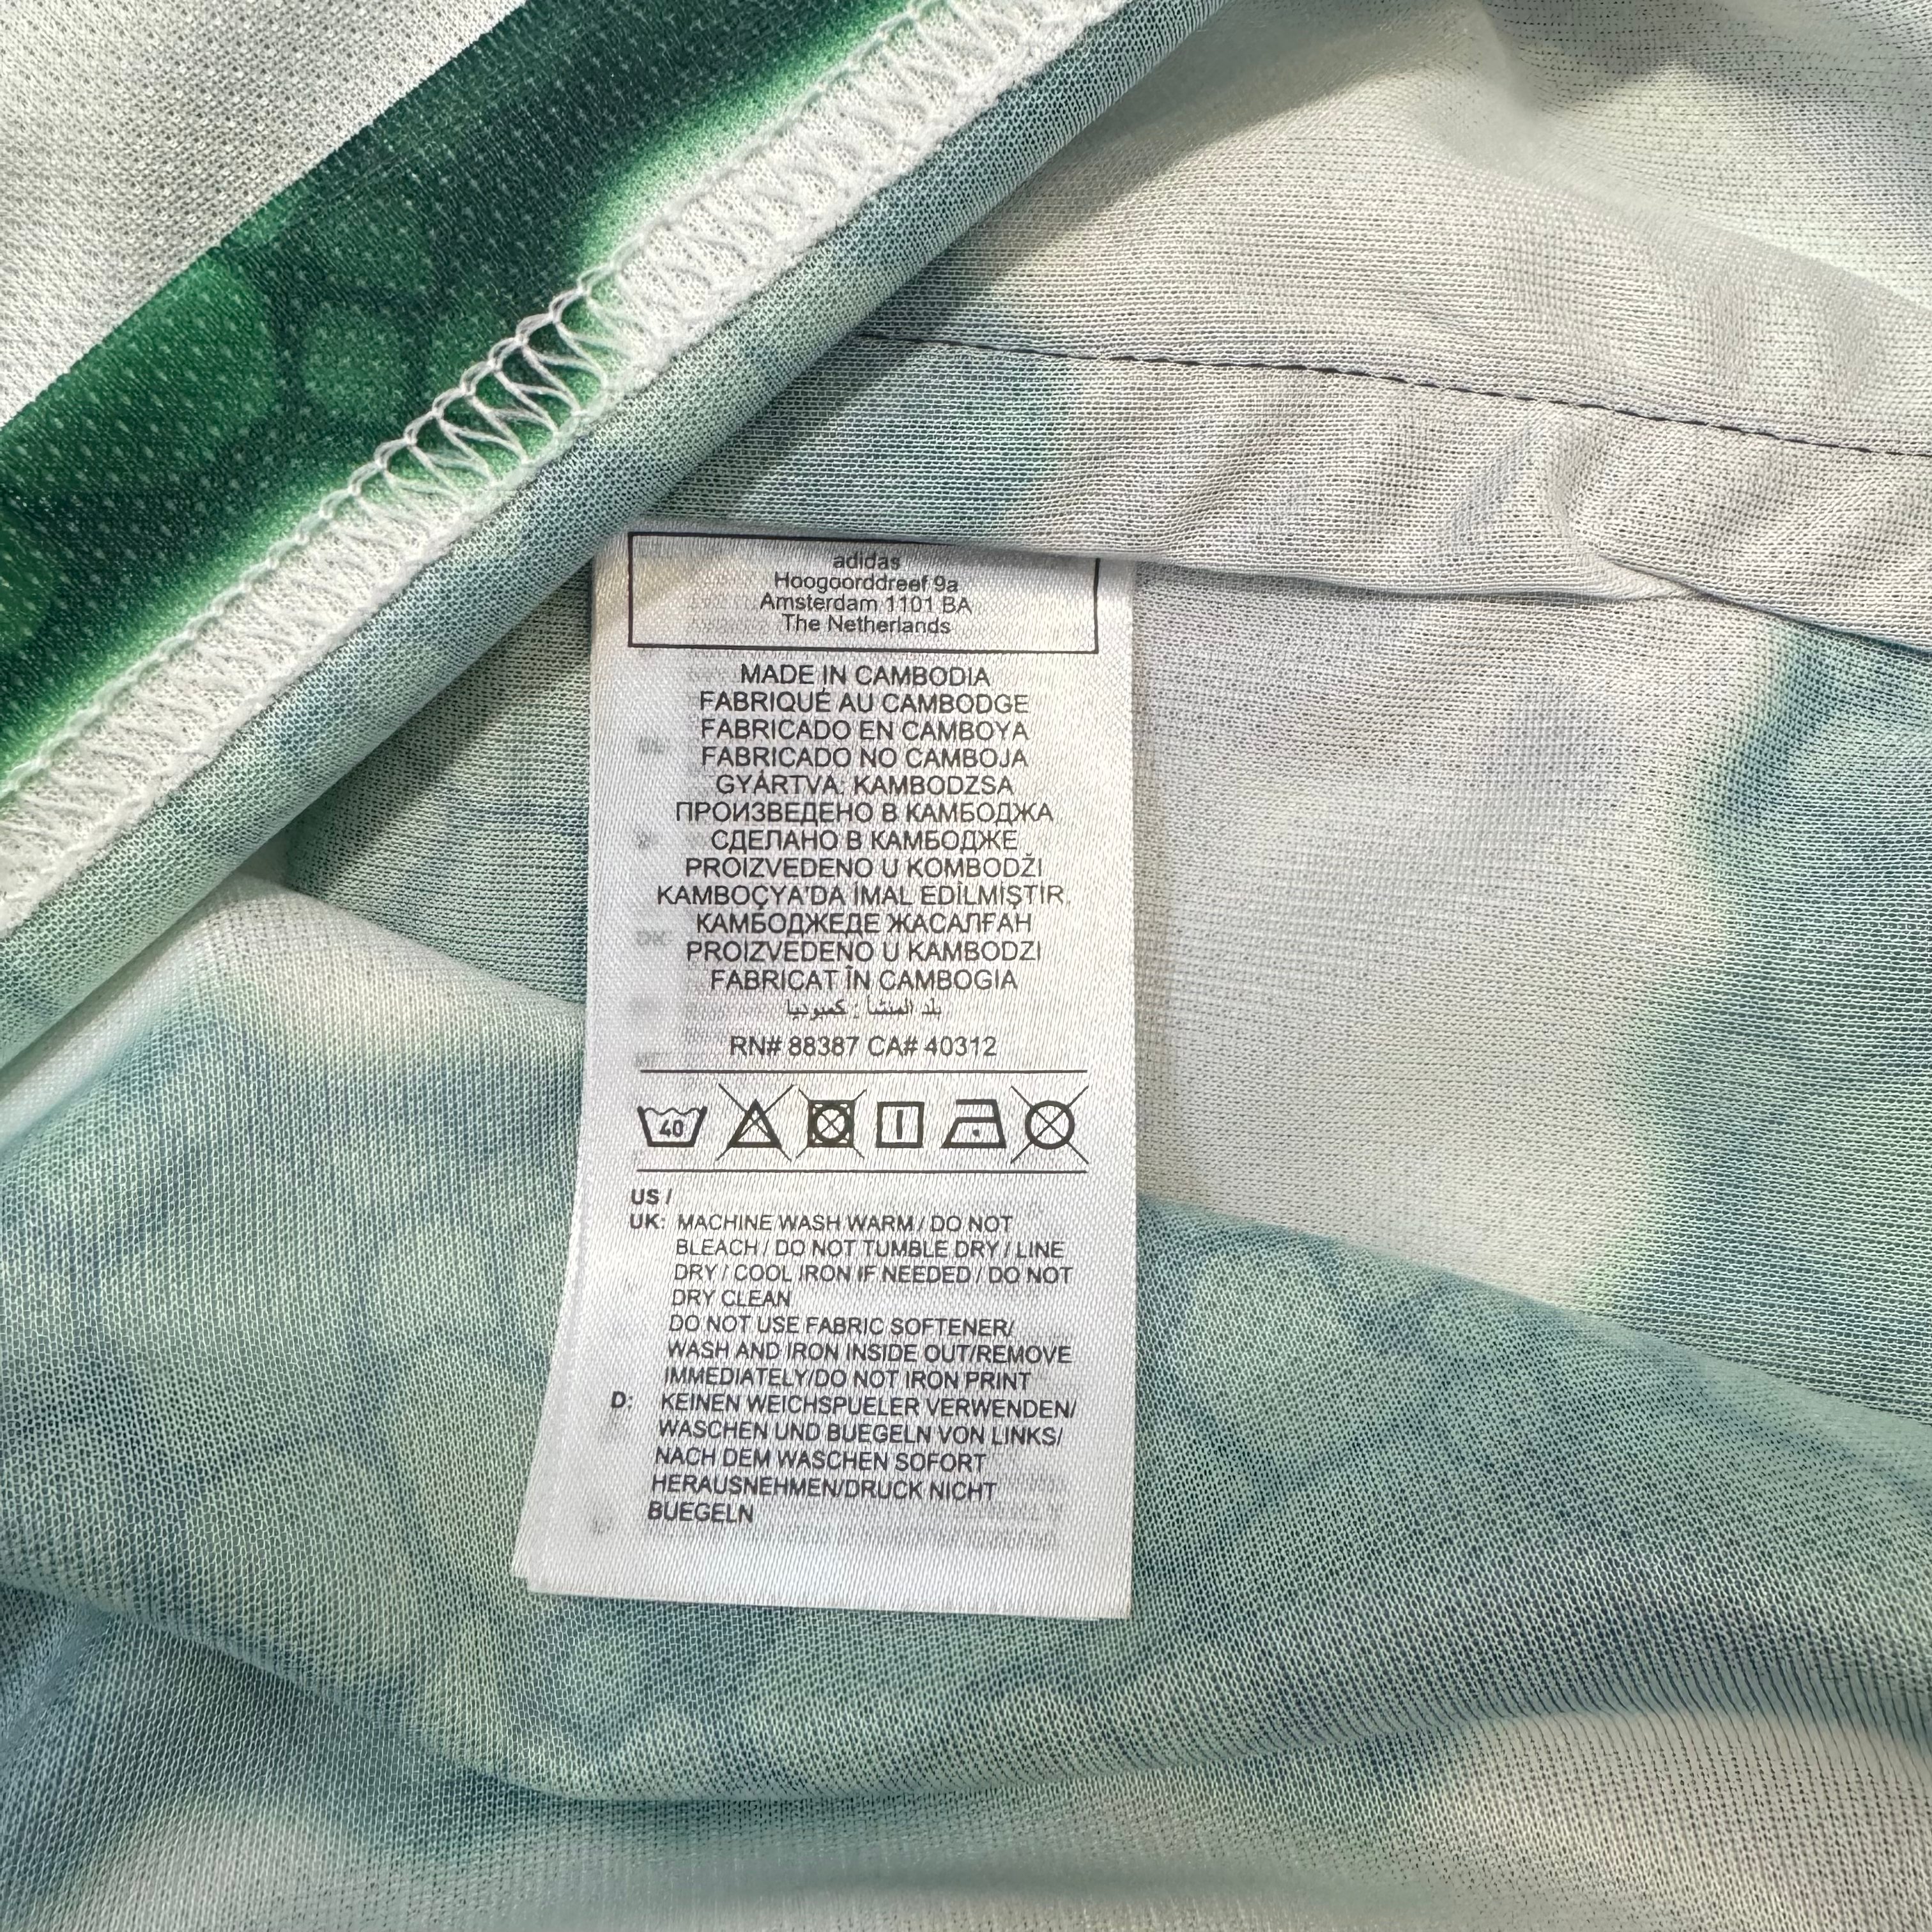 adidas
Hoogoorddreef 9a
Amsterdam 1101 BA
The Netherlands
MADE IN CAMBODIA
FABRIQUÉ AU CAMBODGE
FABRICADO EN CAMBOYA
FABRICADO NO CAMBOJA
GYÁRTVA: KAMBODZSA
ПРОИЗВЕДЕНО В КАМБОДЖА
СДЕЛАНО В КАМБОДЖЕ
PROIZVEDENO U KOMBODŽI
KAMBOÇYA'DA İMAL EDİLMİŞTİR.
КАМБОДЖЕДЕ ЖАСАЛҒАН
PROIZVEDENO U KAMBODZI
FABRICAT ÎN CAMBOGIA
بلد المنشأ : كمبوديا
RN# 88387 CA# 40312
40
US /
UK: MACHINE WASH WARM / DO NOT
BLEACH / DO NOT TUMBLE DRY / LINE
DRY / COOL IRON IF NEEDED / DO NOT
DRY CLEAN
DO NOT USE FABRIC SOFTENER/
WASH AND IRON INSIDE OUT/REMOVE
IMMEDIATELY/DO NOT IRON PRINT
D: KEINEN WEICHSPUELER VERWENDEN/
WASCHEN UND BUEGELN VON LINKS/
NACH DEM WASCHEN SOFORT
HERAUSNEHMEN/DRUCK NICHT
BUEGELN